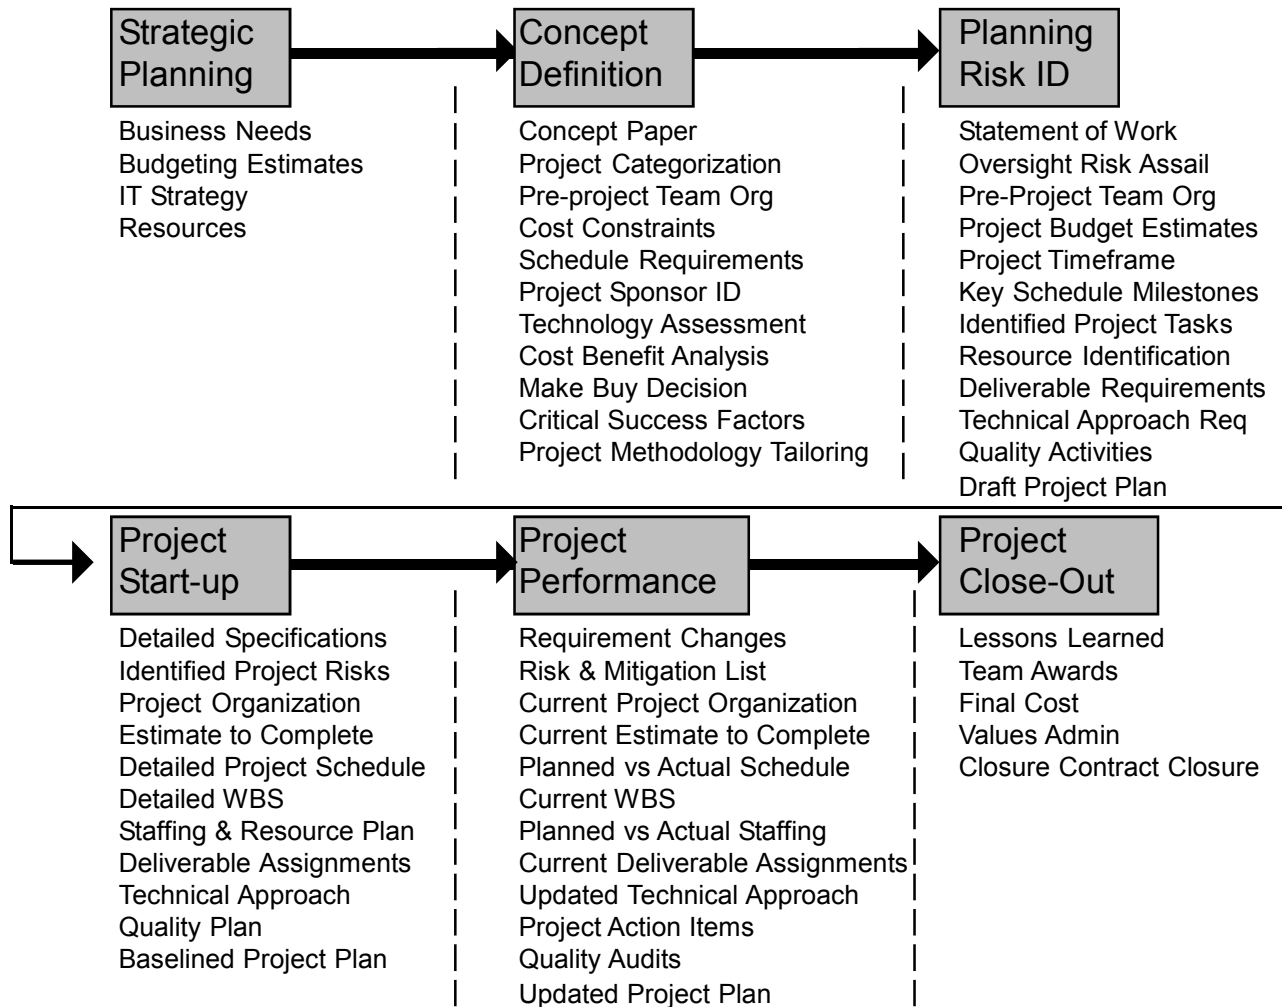 Strategic
Planning
Business Needs
Budgeting Estimates
IT Strategy
Resources
Concept
Definition
Concept Paper
Project Categorization
Pre-project Team Org
Cost Constraints
Schedule Requirements
Project Sponsor ID
Technology Assessment
Cost Benefit Analysis
Make Buy Decision
Critical Success Factors
Project Methodology Tailoring
Planning
Risk ID
Statement of Work
Oversight Risk Assail
Pre-Project Team Org
Project Budget Estimates
Project Timeframe
Key Schedule Milestones
Identified Project Tasks
Resource Identification
Deliverable Requirements
Technical Approach Req
Quality Activities
Draft Project Plan
Project
Start-up
Detailed Specifications
Identified Project Risks
Project Organization
Estimate to Complete
Detailed Project Schedule
Detailed WBS
Staffing & Resource Plan
Deliverable Assignments
Technical Approach
Quality Plan
Baselined Project Plan
Project
Performance
Requirement Changes
Risk & Mitigation List
Current Project Organization
Current Estimate to Complete
Planned vs Actual Schedule
Current WBS
Planned vs Actual Staffing
Current Deliverable Assignments
Updated Technical Approach
Project Action Items
Quality Audits
Updated Project Plan
Project
Close-Out
Lessons Learned
Team Awards
Final Cost
Values Admin
Closure Contract Closure